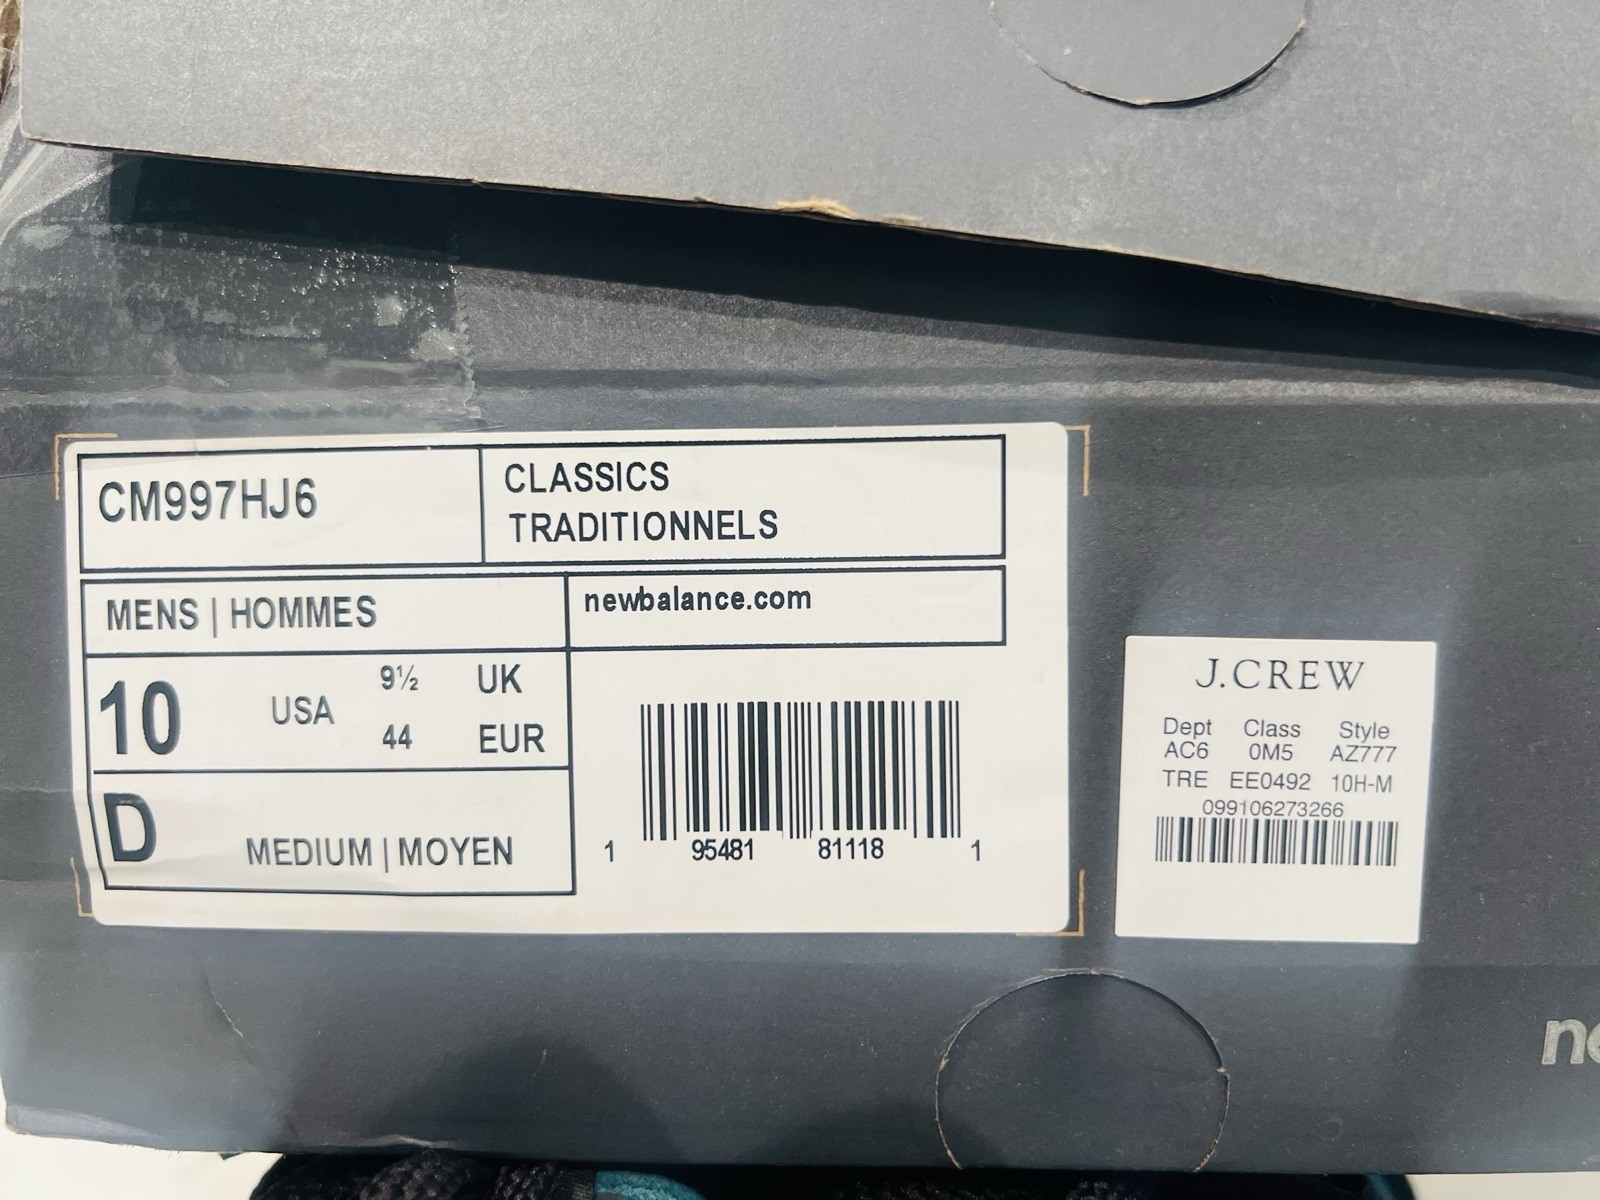 CM997HJ6
CLASSICS
TRADITIONNELS
MENS | HOMMES
newbalance.com
10 USA 9½ UK
44 EUR
D MEDIUM | MOYEN
1 95481 81118 1
J.CREW
Dept Class Style
AC6 0M5 AZ777
TRE EE0492 10H-M
099106273266